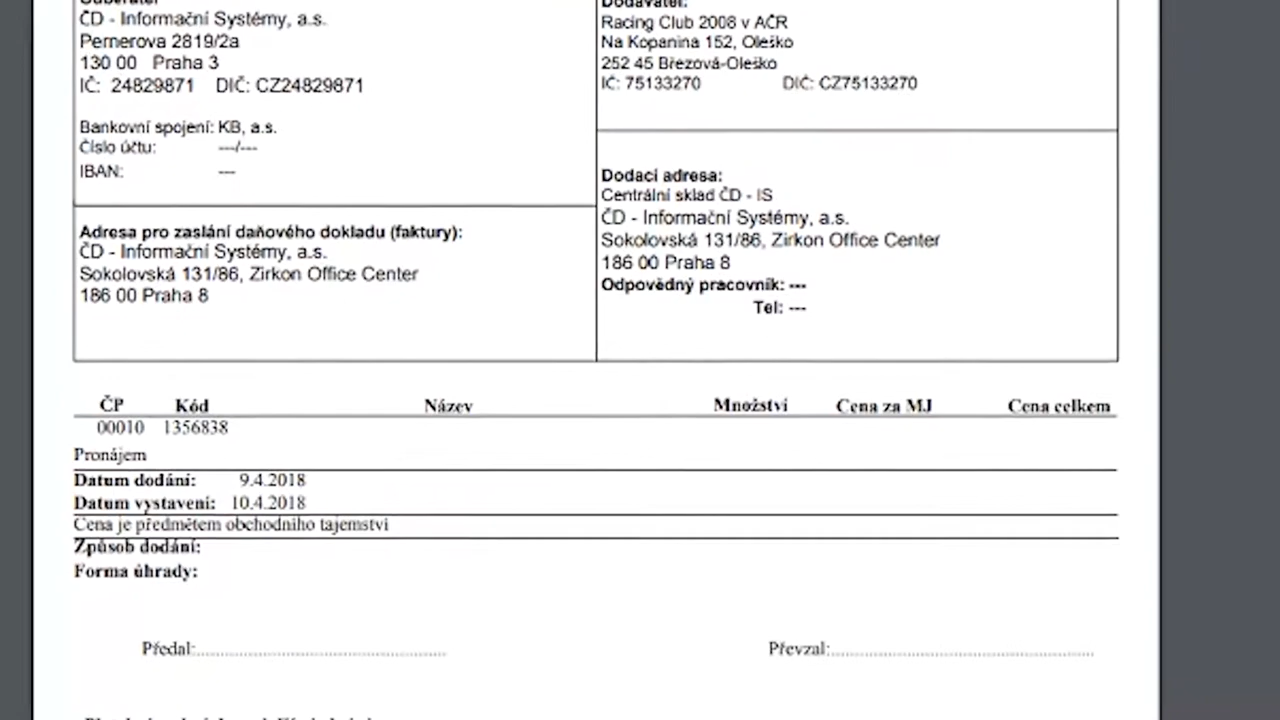 Odběratel
ČD - Informační Systémy, a.s.
Pernerova 2819/2a
130 00 Praha 3
IČ: 24829871 DIČ: CZ24829871
Bankovní spojení: KB, a.s.
Číslo účtu: ---/---
IBAN: ---
Adresa pro zaslání daňového dokladu (faktury):
ČD - Informační Systémy, a.s.
Sokolovská 131/86, Zirkon Office Center
186 00 Praha 8
Dodavatel:
Racing Club 2008 v AČR
Na Kopanina 152, Oleško
252 45 Březová-Oleško
IČ: 75133270 DIČ: CZ75133270
Dodací adresa:
Centrální sklad ČD - IS
ČD - Informační Systémy, a.s.
Sokolovská 131/86, Zirkon Office Center
186 00 Praha 8
Odpovědný pracovník: ---
Tel: ---
ČP Kód Název Množství Cena za MJ Cena celkem
00010 1356838
Pronájem
Datum dodání: 9.4.2018
Datum vystavení: 10.4.2018
Cena je předmětem obchodního tajemství
Způsob dodání:
Forma úhrady:
Předal: Převzal: